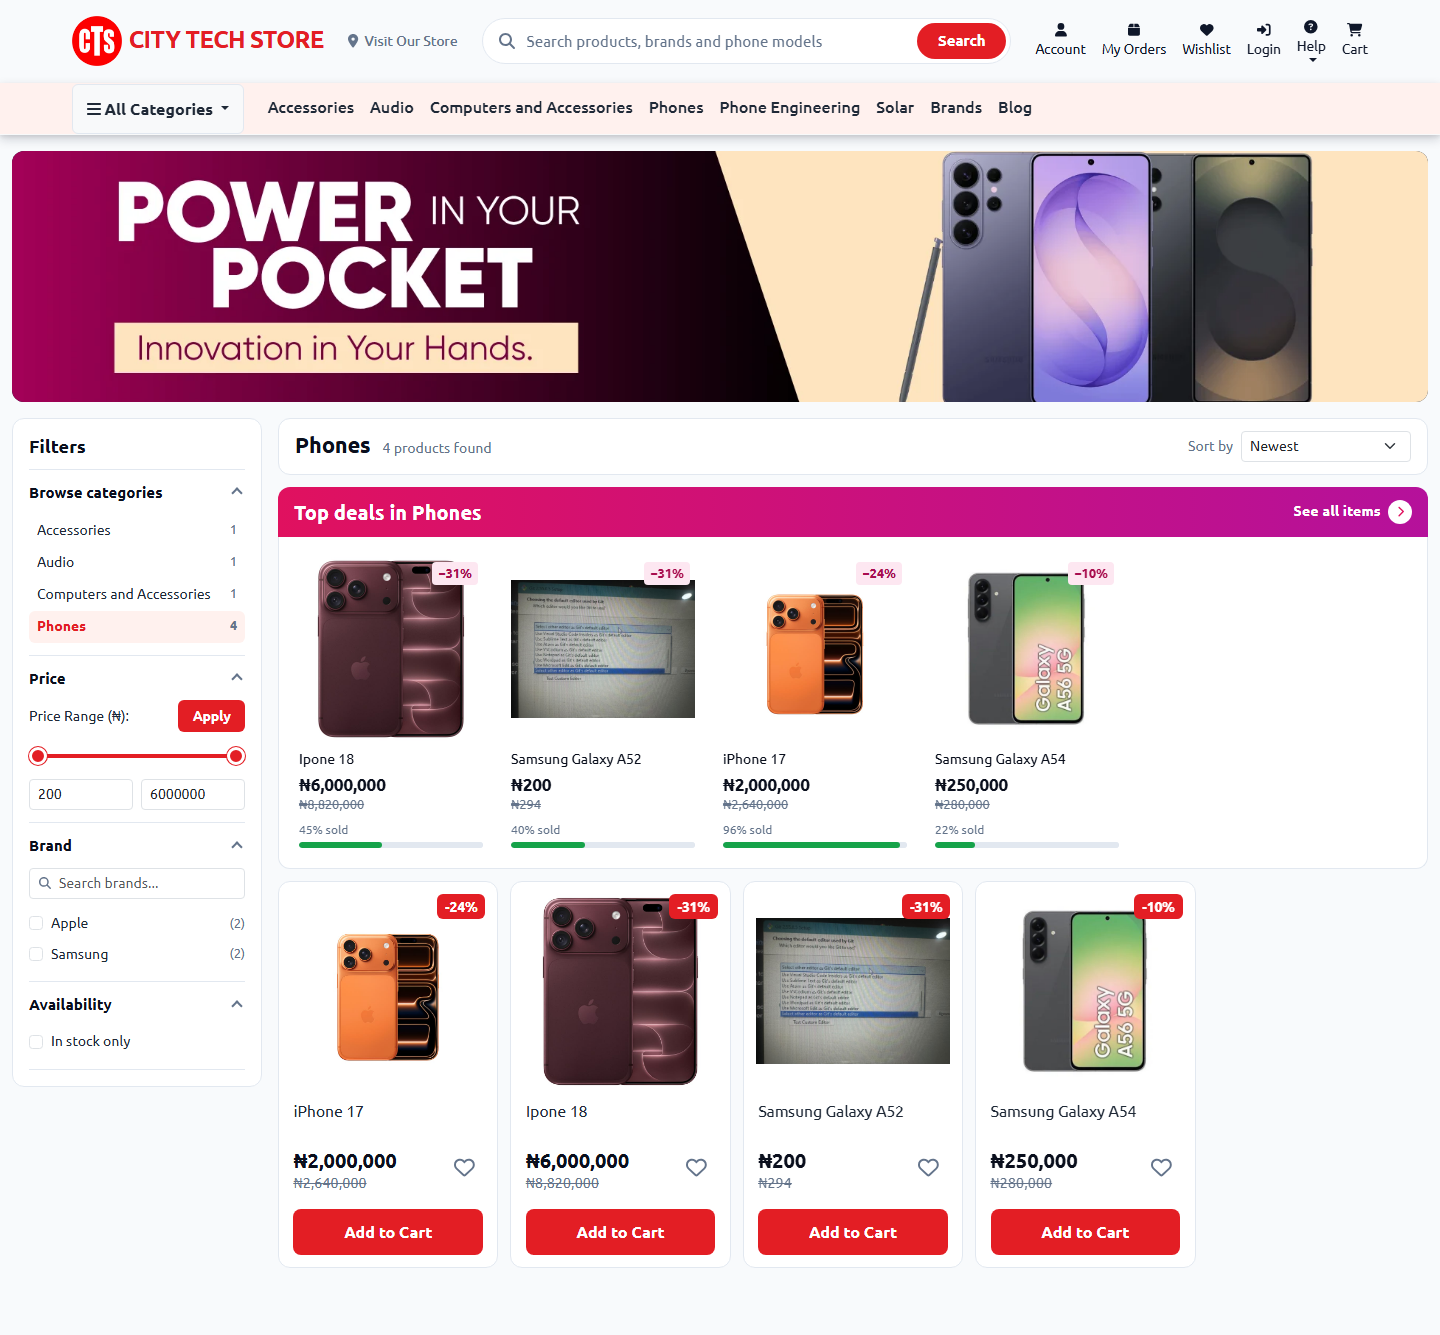 CTS CITY TECH STORE
Visit Our Store
Search products, brands and phone models
Search
Account
My Orders
Wishlist
Login
Help
Cart
All Categories
Accessories
Audio
Computers and Accessories
Phones
Phone Engineering
Solar
Brands
Blog
POWER IN YOUR
POCKET
Innovation in Your Hands.
Filters
Browse categories
Accessories 1
Audio 1
Computers and Accessories 1
Phones 4
Price
Price Range (₦):
Apply
200
6000000
Brand
Search brands...
Apple (2)
Samsung (2)
Availability
In stock only
Phones 4 products found
Sort by Newest
Top deals in Phones
See all items
−31%
Ipone 18
₦6,000,000
₦8,820,000
45% sold
−31%
Samsung Galaxy A52
₦200
₦294
40% sold
−24%
iPhone 17
₦2,000,000
₦2,640,000
96% sold
−10%
Galaxy
A56 5G
Samsung Galaxy A54
₦250,000
₦280,000
22% sold
-24%
iPhone 17
₦2,000,000
₦2,640,000
Add to Cart
-31%
Ipone 18
₦6,000,000
₦8,820,000
Add to Cart
-31%
Samsung Galaxy A52
₦200
₦294
Add to Cart
-10%
Galaxy
A56 5G
Samsung Galaxy A54
₦250,000
₦280,000
Add to Cart